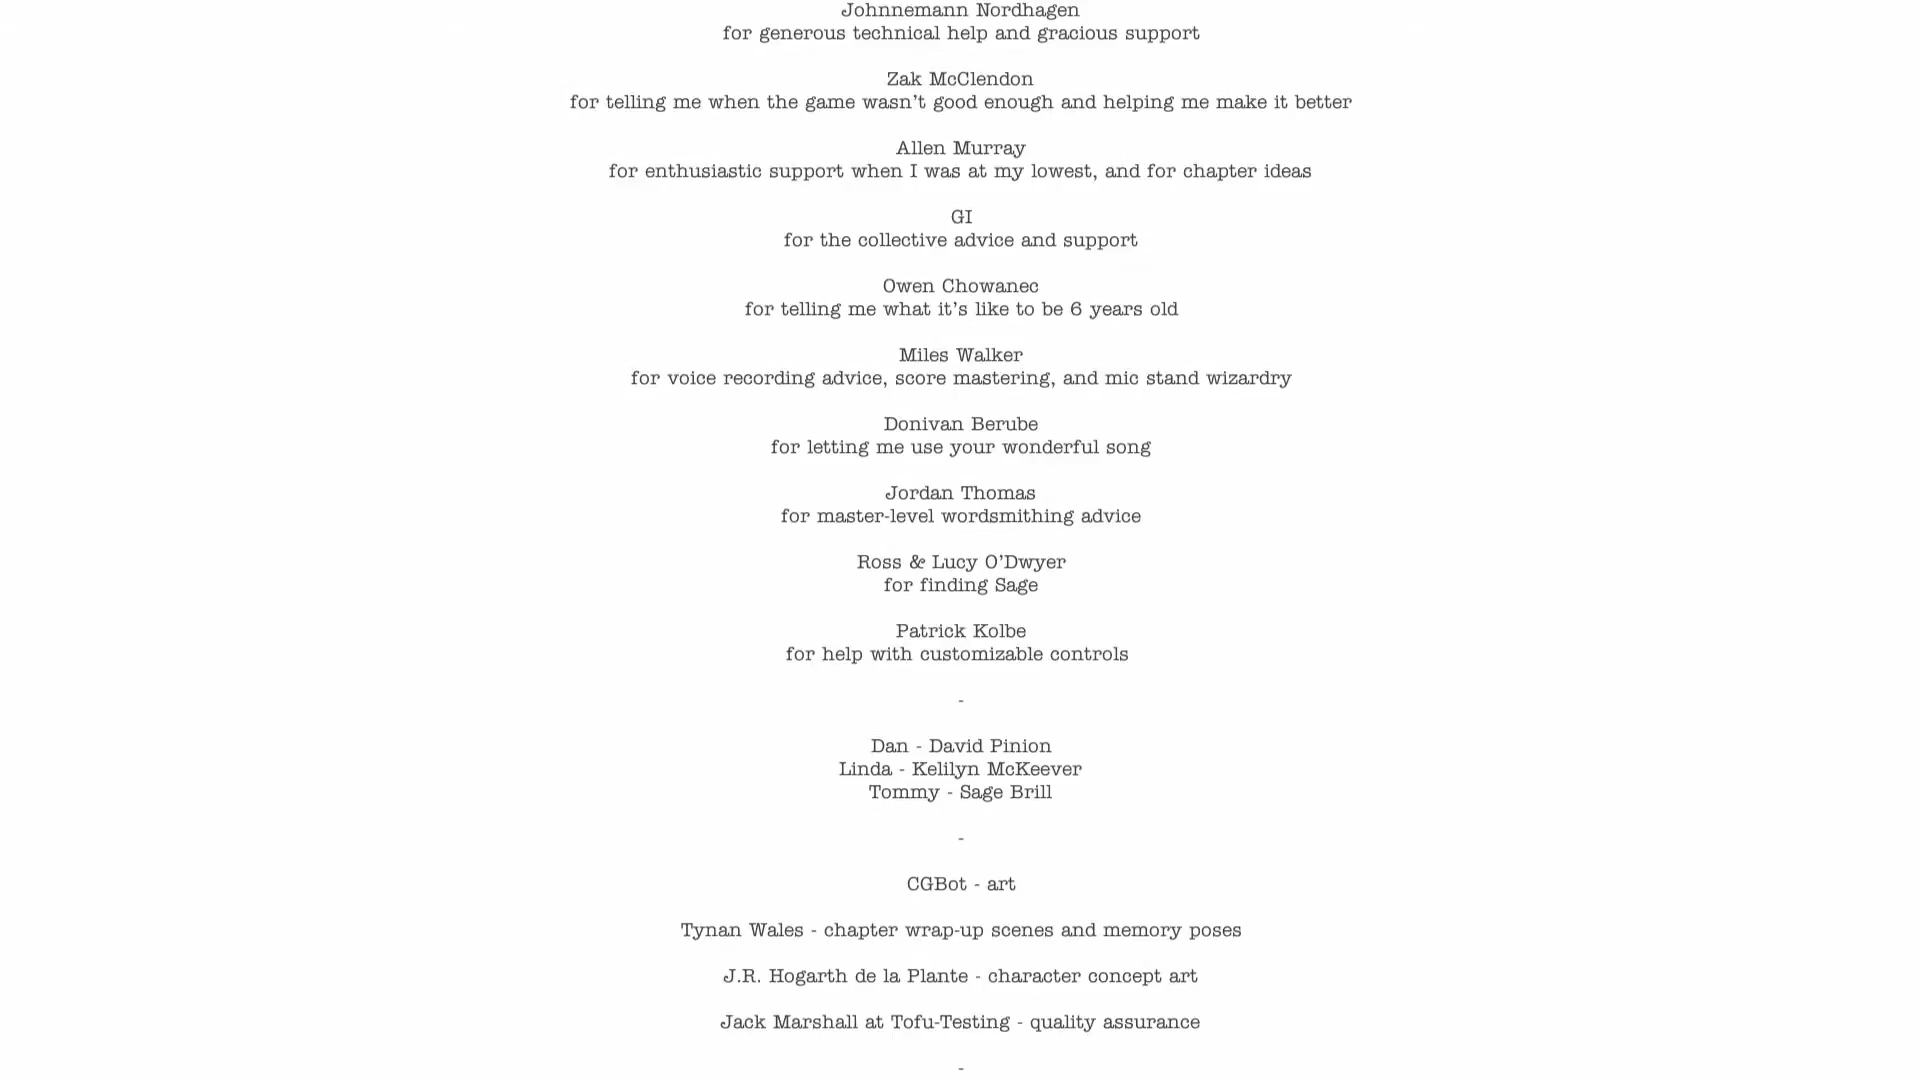 Johnnemann Nordhagen
for generous technical help and gracious support
Zak McClendon
for telling me when the game wasn't good enough and helping me make it better
Allen Murray
for enthusiastic support when I was at my lowest, and for chapter ideas
GI
for the collective advice and support
Owen Chowanec
for telling me what it's like to be 6 years old
Miles Walker
for voice recording advice, score mastering, and mic stand wizardry
Donivan Berube
for letting me use your wonderful song
Jordan Thomas
for master-level wordsmithing advice
Ross & Lucy O'Dwyer
for finding Sage
Patrick Kolbe
for help with customizable controls
-
Dan - David Pinion
Linda - Kelilyn McKeever
Tommy - Sage Brill
-
CGBot - art
Tynan Wales - chapter wrap-up scenes and memory poses
J.R. Hogarth de la Plante - character concept art
Jack Marshall at Tofu-Testing - quality assurance
-